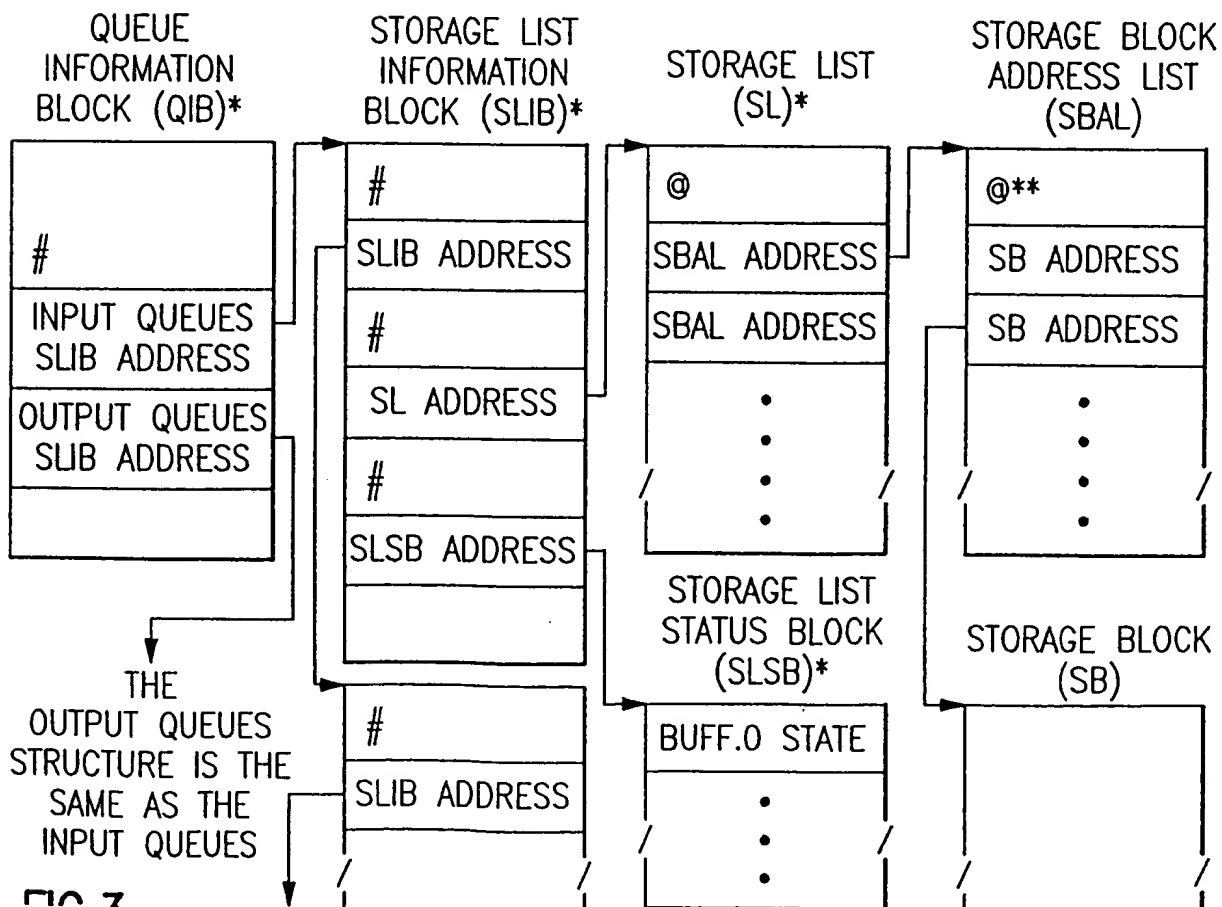 QUEUE
INFORMATION
BLOCK (QIB)*
#
INPUT QUEUES
SLIB ADDRESS
OUTPUT QUEUES
SLIB ADDRESS
THE
OUTPUT QUEUES
STRUCTURE IS THE
SAME AS THE
INPUT QUEUES
STORAGE LIST
INFORMATION
BLOCK (SLIB)*
#
SLIB ADDRESS
#
SL ADDRESS
#
SLSB ADDRESS
#
SLIB ADDRESS
STORAGE LIST
(SL)*
@
SBAL ADDRESS
SBAL ADDRESS
STORAGE LIST
STATUS BLOCK
(SLSB)*
BUFF.0 STATE
STORAGE BLOCK
ADDRESS LIST
(SBAL)
@**
SB ADDRESS
SB ADDRESS
STORAGE BLOCK
(SB)